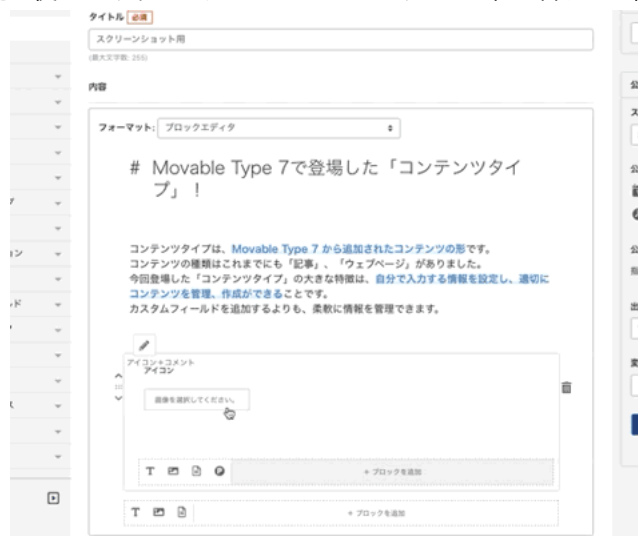 タイトル 必須
スクリーンショット用
(最大文字数: 255)
内容
フォーマット: ブロックエディタ
# Movable Type 7で登場した「コンテンツタイ
プ」！
コンテンツタイプは、Movable Type 7 から追加されたコンテンツの形です。
コンテンツの種類はこれまでにも「記事」、「ウェブページ」がありました。
今回登場した「コンテンツタイプ」の大きな特徴は、自分で入力する情報を設定し、適切に
コンテンツを管理、作成ができることです。
カスタムフィールドを追加するよりも、柔軟に情報を管理できます。
アイコン+コメント
アイコン
画像を選択してください。
T
+ ブロックを追加
T
+ ブロックを追加